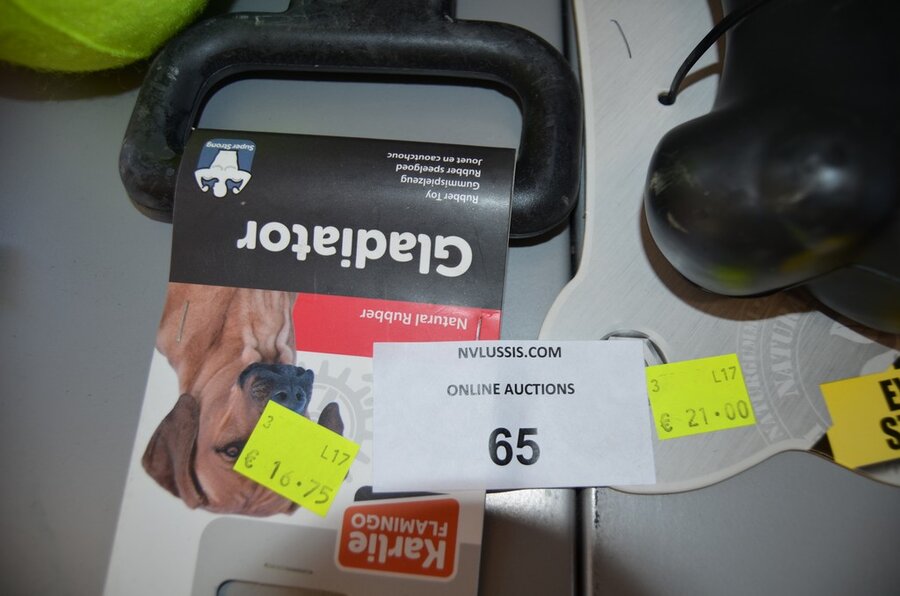 Super Strong
Rubber Toy
Gummispielzeug
Rubber speelgoed
Jouet en caoutchouc
Gladiator
Natural Rubber
NVLUSSIS.COM
ONLINE AUCTIONS
65
3 L17
€ 16.75
3 L17
€ 21.00
Karlie
FLAMINGO